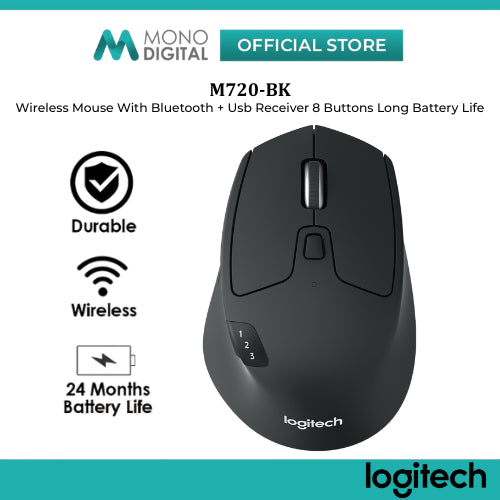 MONO
DIGITAL
OFFICIAL STORE
M720-BK
Wireless Mouse With Bluetooth + Usb Receiver 8 Buttons Long Battery Life
Durable
Wireless
24 Months
Battery Life
1
2
3
logitech
logitech